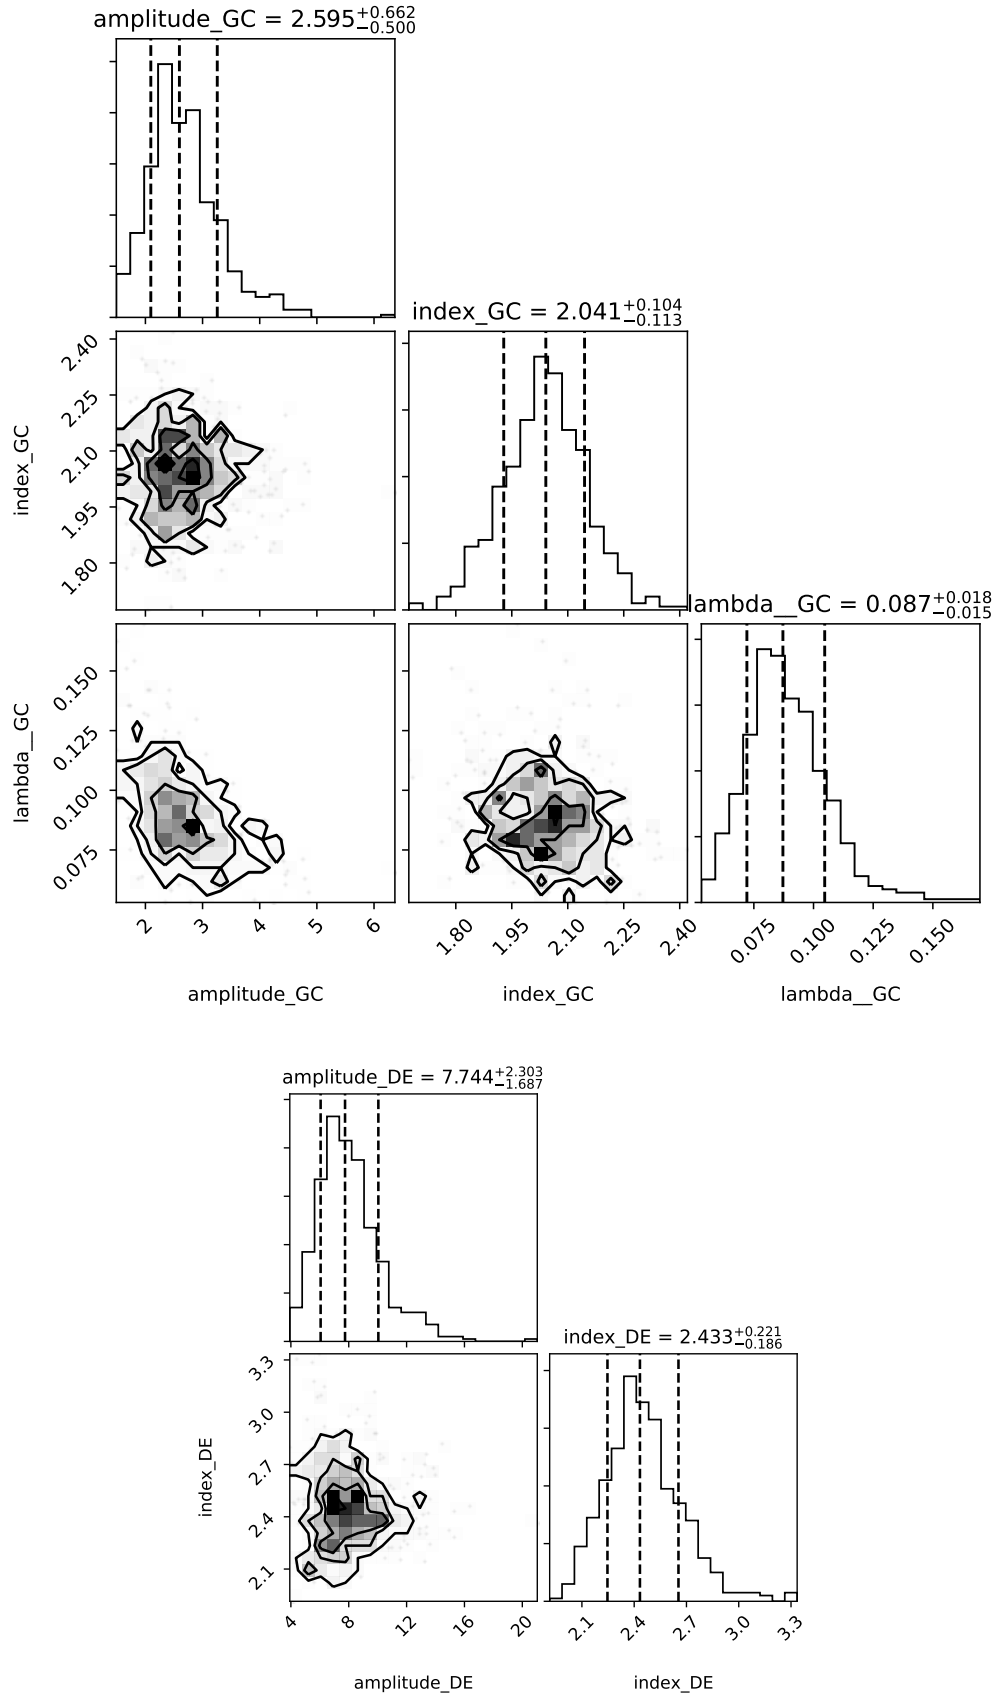 amplitude_GC = 2.595+0.662−0.500
index_GC = 2.041+0.104−0.113
2.40
2.25
2.10
1.95
1.80
index_GC
lambda__GC = 0.087+0.018−0.015
0.150
0.125
0.100
0.075
lambda__GC
2 3 4 5 6 1.80 1.95 2.10 2.25 2.40 0.075 0.100 0.125 0.150
amplitude_GC index_GC lambda__GC
amplitude_DE = 7.744+2.303−1.687
index_DE = 2.433+0.221−0.186
3.3
3.0
2.7
2.4
2.1
index_DE
4 8 12 16 20 2.1 2.4 2.7 3.0 3.3
amplitude_DE index_DE